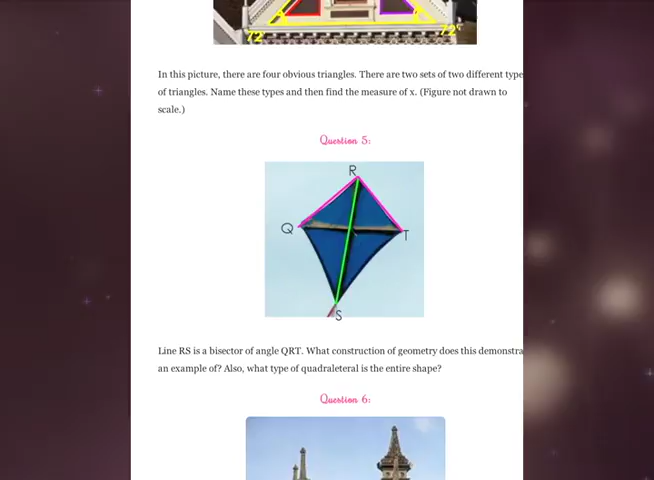 72°
72°
In this picture, there are four obvious triangles. There are two sets of two different type
of triangles. Name these types and then find the measure of x. (Figure not drawn to
scale.)
Question 5:
R
Q
T
S
Line RS is a bisector of angle QRT. What construction of geometry does this demonstra
an example of? Also, what type of quadraleteral is the entire shape?
Question 6: